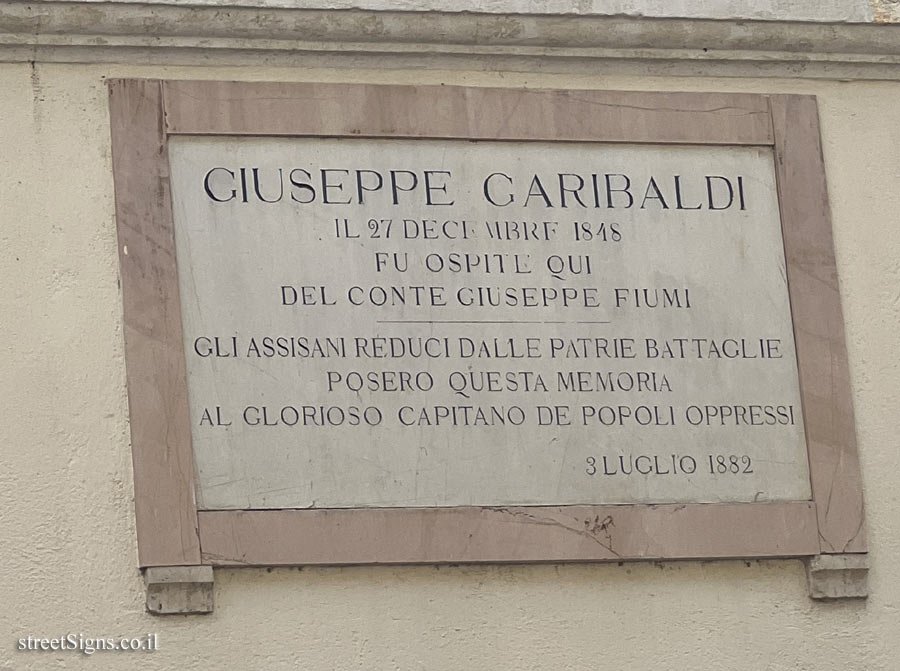 GIUSEPPE GARIBALDI
IL 27 DECEMBRE 1848
FU OSPITE QUI
DEL CONTE GIUSEPPE FIUMI
GLI ASSISANI REDUCI DALLE PATRIE BATTAGLIE
POSERO QUESTA MEMORIA
AL GLORIOSO CAPITANO DE POPOLI OPPRESSI
3 LUGLIO 1882
streetSigns.co.il